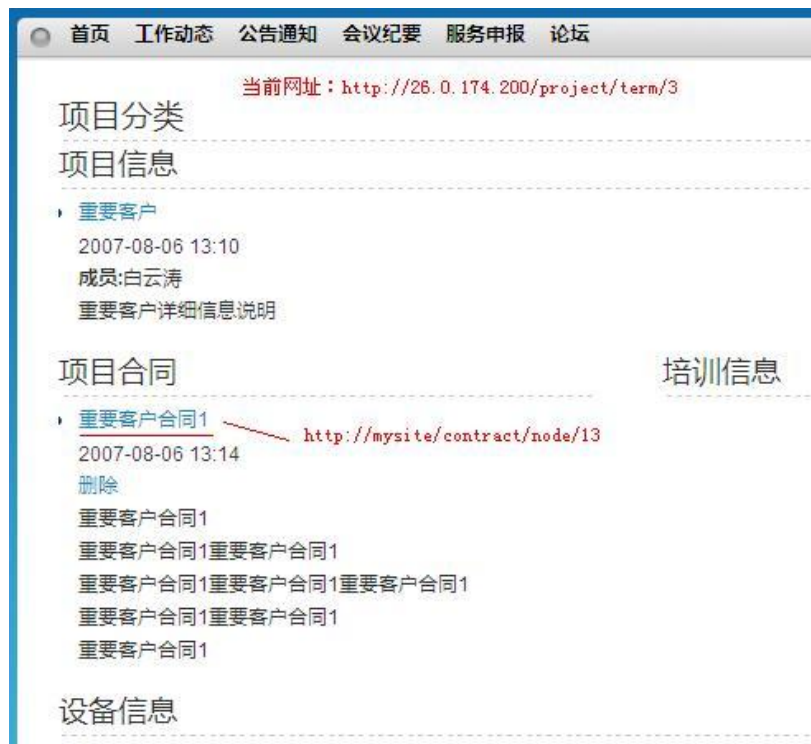 首页 工作动态 公告通知 会议纪要 服务申报 论坛
当前网址：http://26.0.174.200/project/term/3
项目分类
项目信息
重要客户
2007-08-06 13:10
成员:白云涛
重要客户详细信息说明
项目合同
培训信息
重要客户合同1
http://mysite/contract/node/13
2007-08-06 13:14
删除
重要客户合同1
重要客户合同1重要客户合同1
重要客户合同1重要客户合同1重要客户合同1
重要客户合同1重要客户合同1
重要客户合同1
设备信息